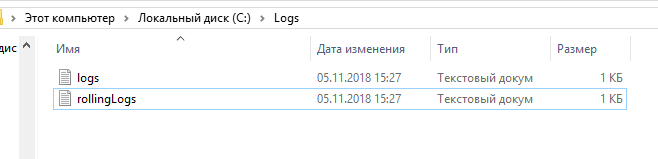 Этот компьютер > Локальный диск (C:) > Logs
Имя Дата изменения Тип Размер
дис
logs 05.11.2018 15:27 Текстовый докум 1 КБ
rollingLogs 05.11.2018 15:27 Текстовый докум 1 КБ